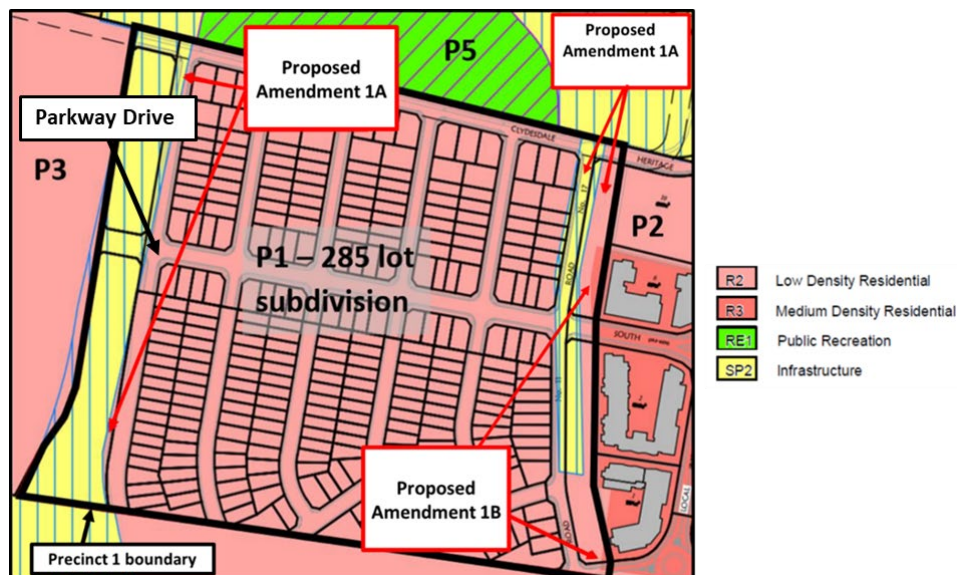 P5
Proposed
Amendment 1A
Proposed
Amendment 1A
Parkway Drive
CLYDESDALE
HERITAGE
P3
P2
P1 – 285 lot
subdivision
ROAD
SOUTH
Proposed
Amendment 1B
ROAD
LOCAL
Precinct 1 boundary
R2 Low Density Residential
R3 Medium Density Residential
RE1 Public Recreation
SP2 Infrastructure